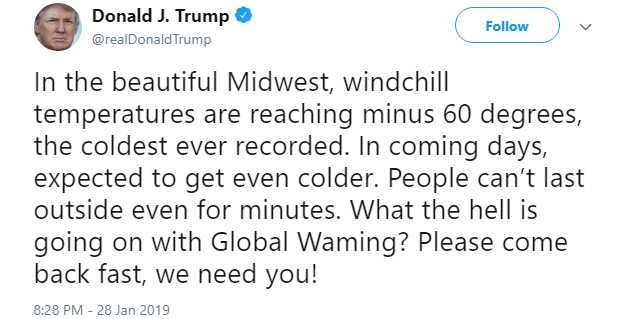 Donald J. Trump
Follow
@realDonaldTrump
In the beautiful Midwest, windchill
temperatures are reaching minus 60 degrees,
the coldest ever recorded. In coming days,
expected to get even colder. People can’t last
outside even for minutes. What the hell is
going on with Global Waming? Please come
back fast, we need you!
8:28 PM - 28 Jan 2019